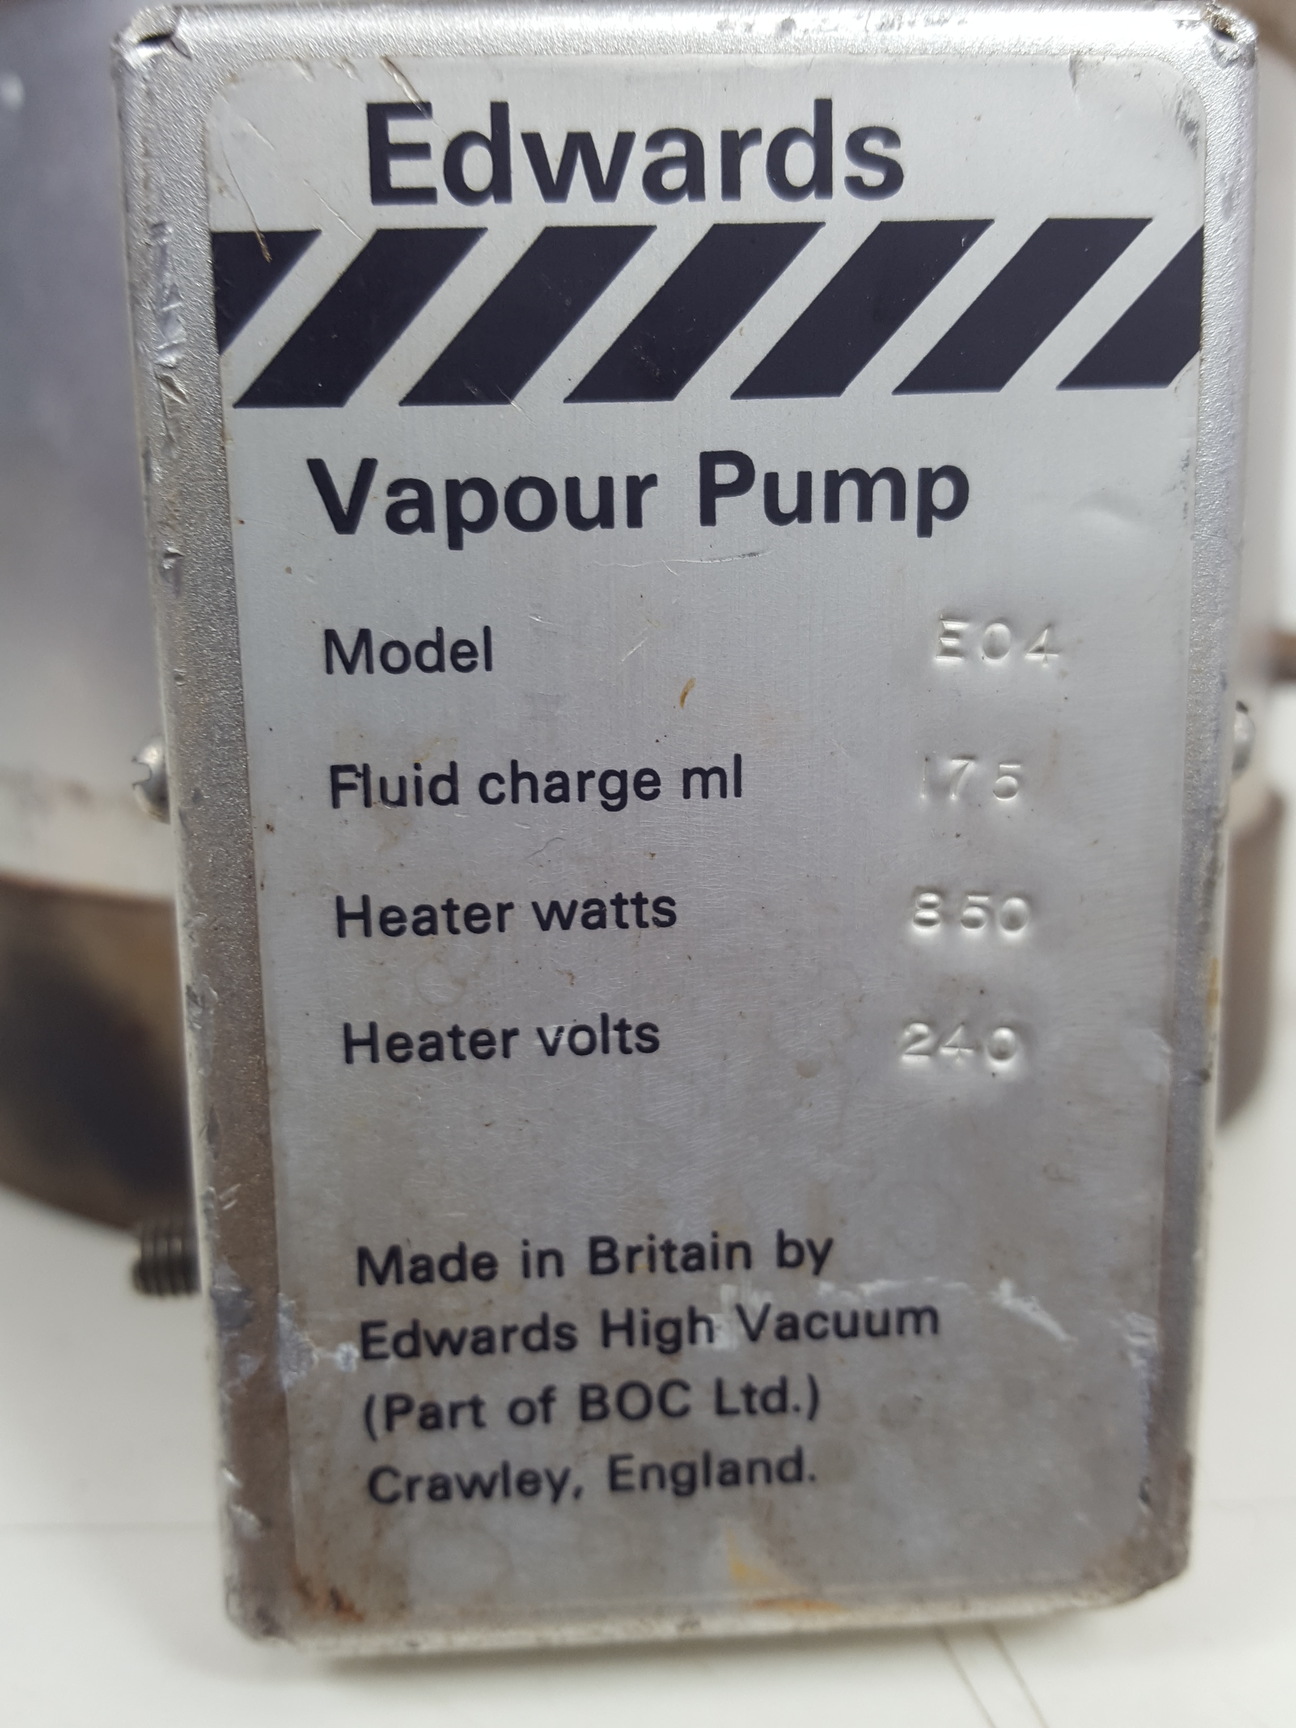 Edwards
Vapour Pump
Model E04
Fluid charge ml 175
Heater watts 850
Heater volts 240
Made in Britain by
Edwards High Vacuum
(Part of BOC Ltd.)
Crawley, England.